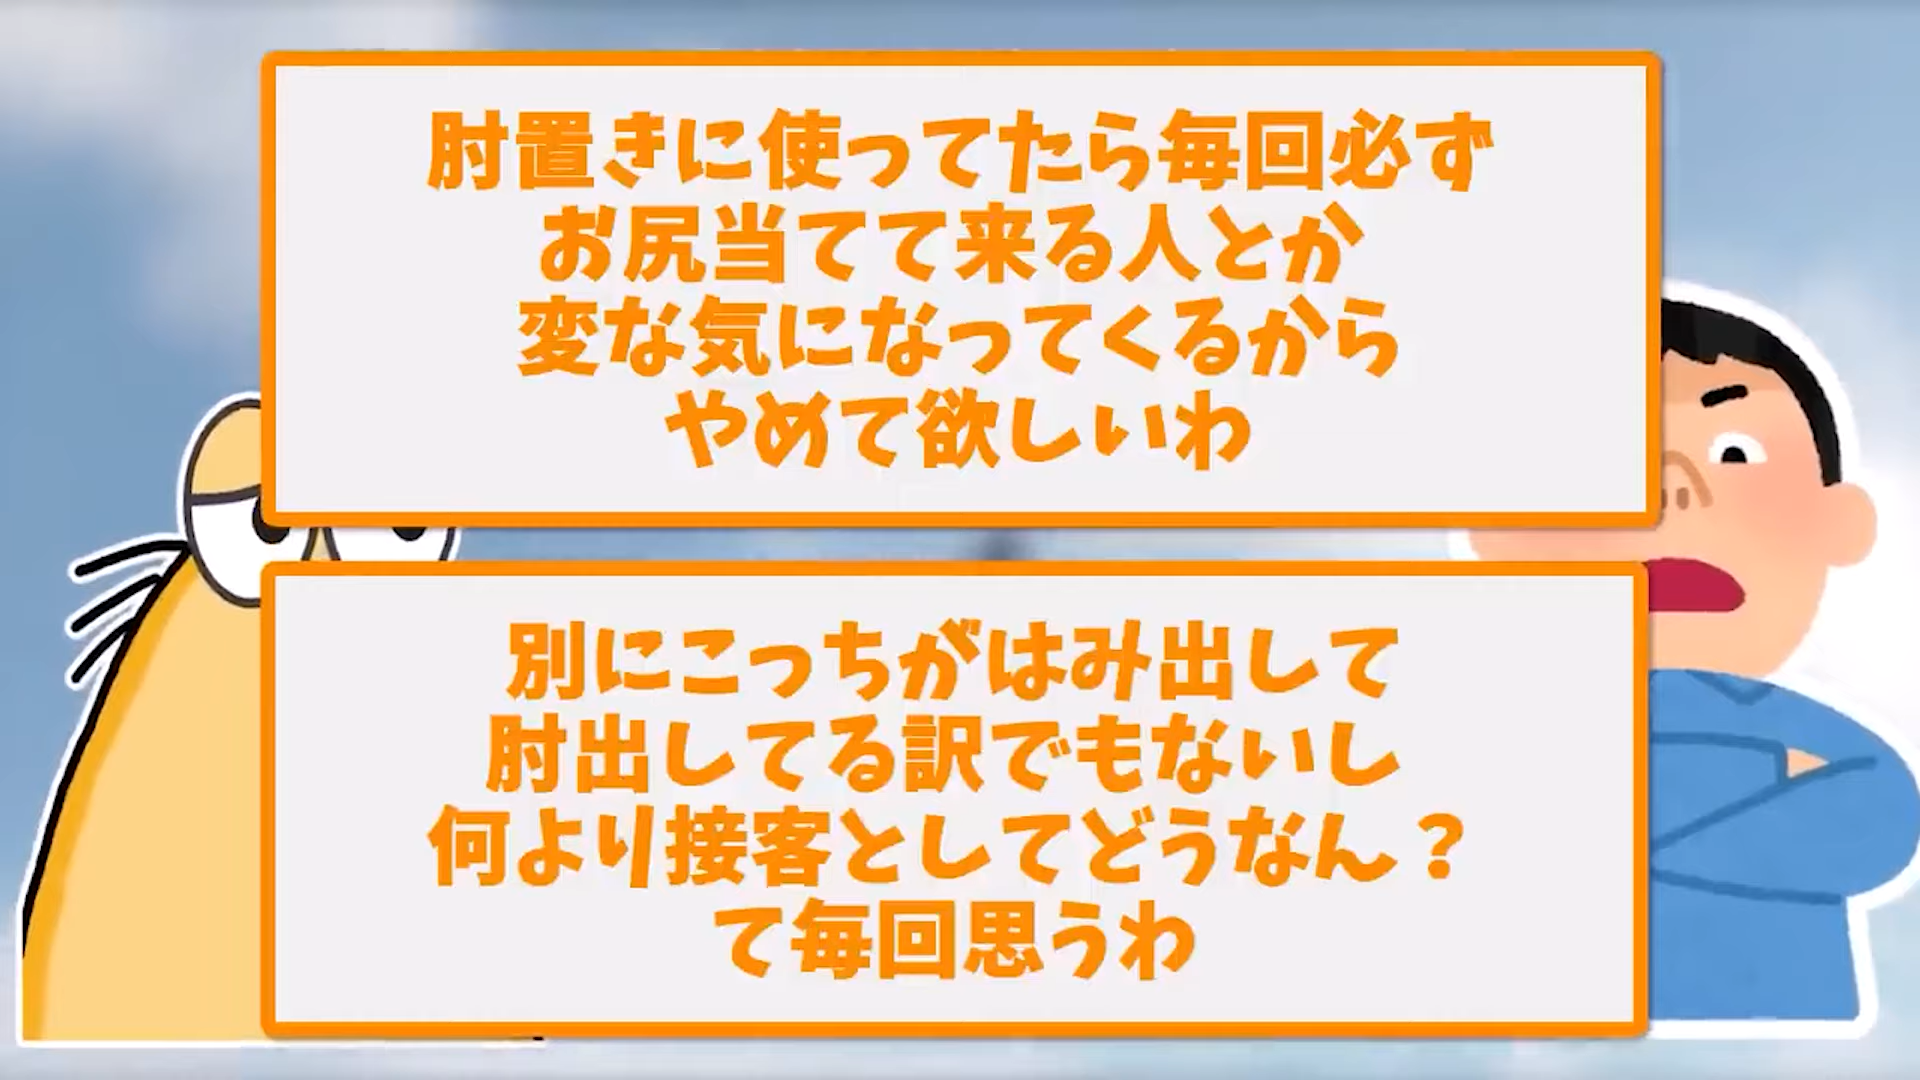 肘置きに使ってたら毎回必ず
お尻当てて来る人とか
変な気になってくるから
やめて欲しいわ
別にこっちがはみ出して
肘出してる訳でもないし
何より接客としてどうなん？
て毎回思うわ